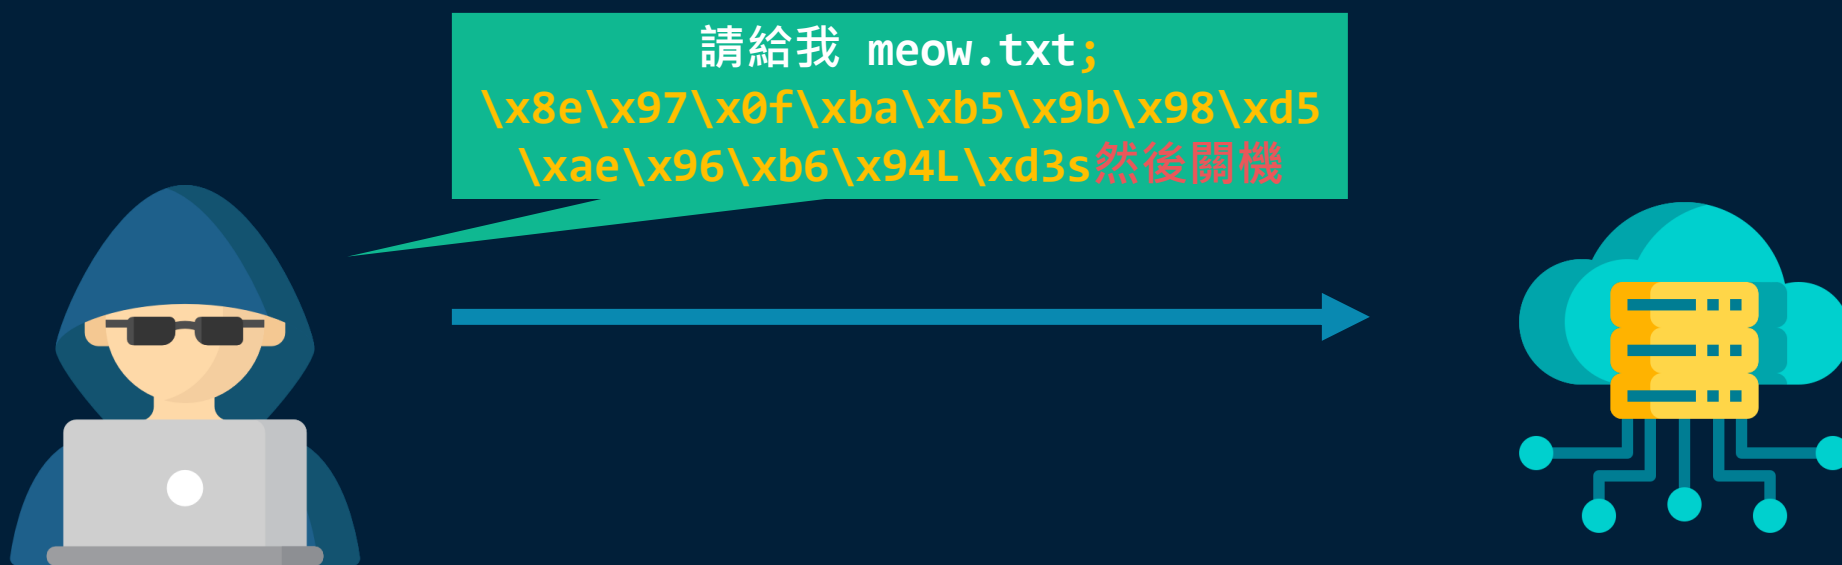 請給我 meow.txt;
\x8e\x97\x0f\xba\xb5\x9b\x98\xd5
\xae\x96\xb6\x94L\xd3s然後關機